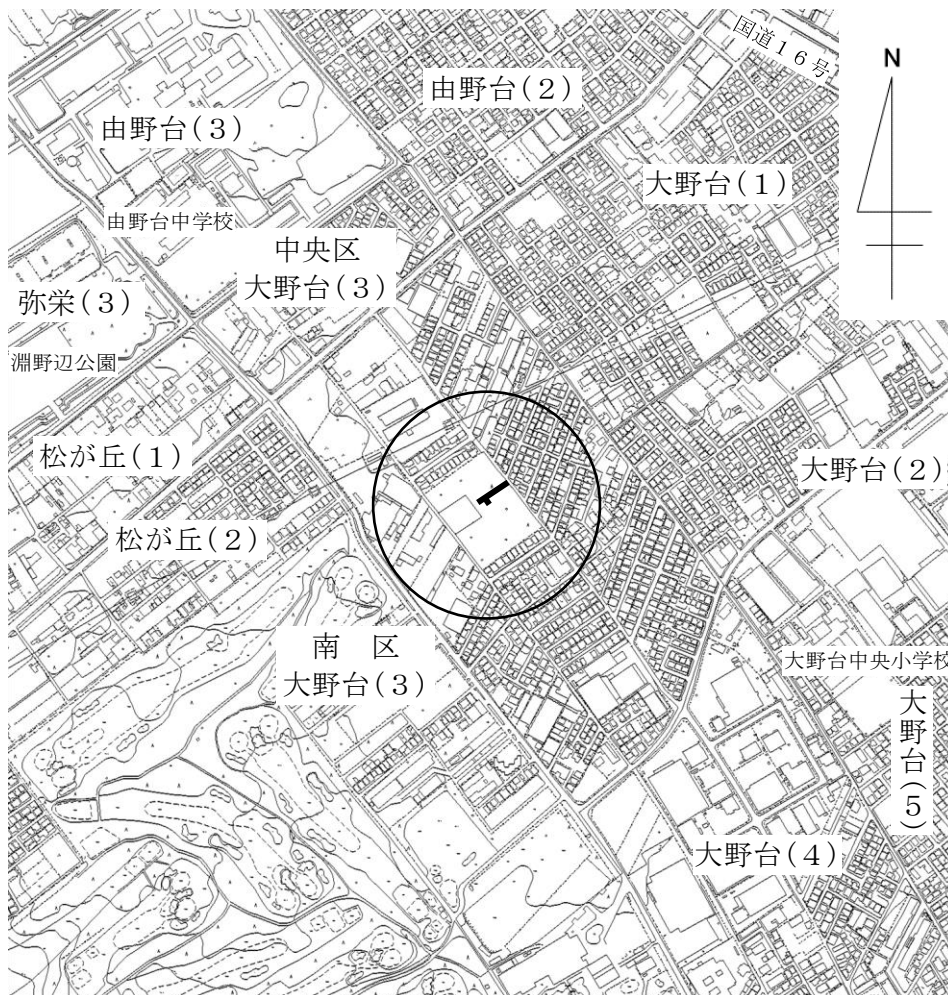 国道16号
N
由野台(2)
由野台(3)
大野台(1)
由野台中学校
中央区
大野台(3)
弥栄(3)
淵野辺公園
松が丘(1)
大野台(2)
松が丘(2)
南 区
大野台(3)
大野台中央小学校
大野台(5)
大野台(4)